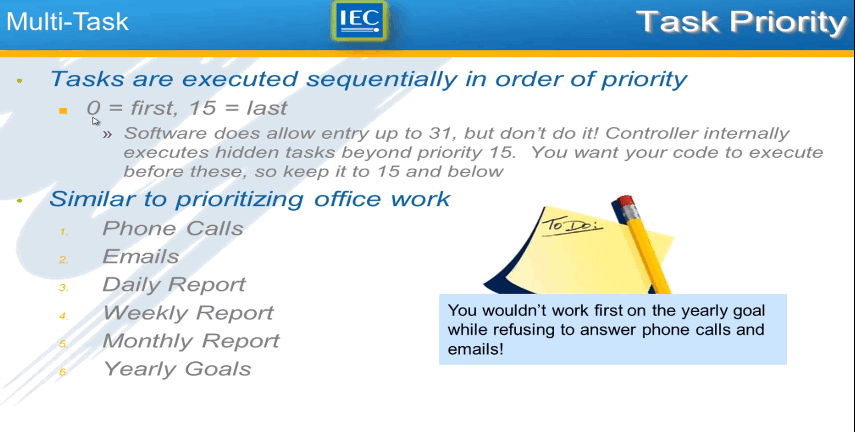 Multi-Task
IEC
Task Priority
• Tasks are executed sequentially in order of priority
0 = first, 15 = last
» Software does allow entry up to 31, but don't do it! Controller internally
executes hidden tasks beyond priority 15. You want your code to execute
before these, so keep it to 15 and below
• Similar to prioritizing office work
1. Phone Calls
2. Emails
3. Daily Report
4. Weekly Report
5. Monthly Report
6. Yearly Goals
To Do:
You wouldn't work first on the yearly goal
while refusing to answer phone calls and
emails!